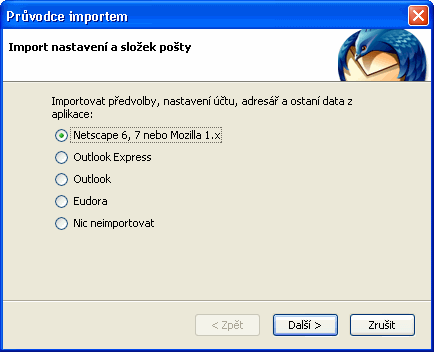 Průvodce importem
Import nastavení a složek pošty
Importovat předvolby, nastavení účtu, adresář a ostaní data z
aplikace:
Netscape 6, 7 nebo Mozilla 1.x
Outlook Express
Outlook
Eudora
Nic neimportovat
< Zpět
Další >
Zrušit